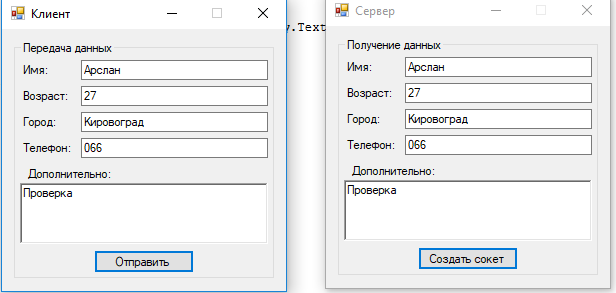 Клиент
Передача данных
Имя: Арслан
Возраст: 27
Город: Кировоград
Телефон: 066
Дополнительно:
Проверка
Отправить
y.Text
Сервер
Получение данных
Имя: Арслан
Возраст: 27
Город: Кировоград
Телефон: 066
Дополнительно:
Проверка
Создать сокет